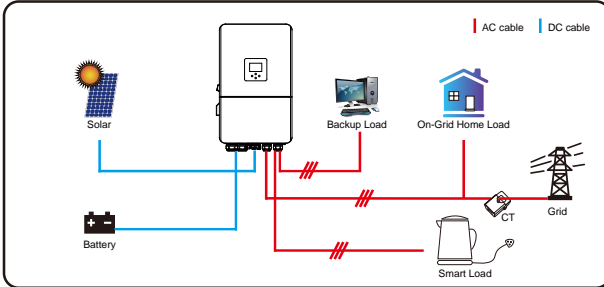 AC cable
DC cable
Solar
Backup Load
On-Grid Home Load
CT
Grid
Battery
Smart Load